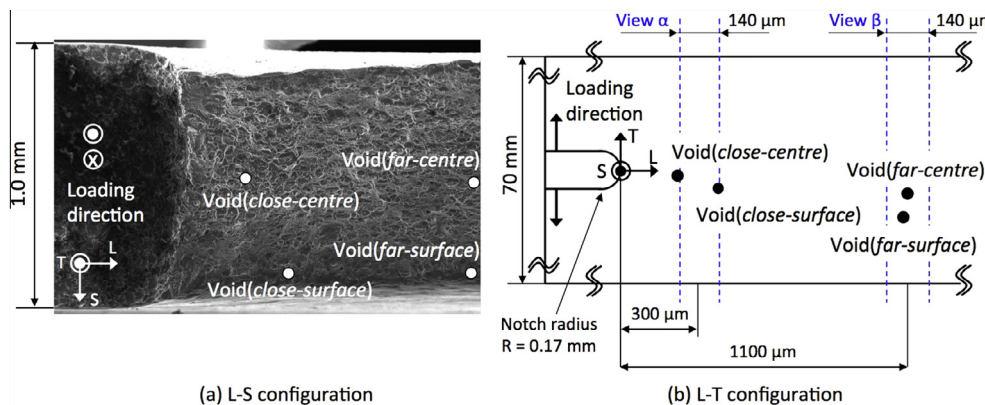 1.0 mm
Loading
direction
T
L
S
Void(far-centre)
Void(close-centre)
Void(far-surface)
Void(close-surface)
(a) L-S configuration
View α
140 µm
View β
140 µm
70 mm
Loading
direction
T
S
L
Void(close-centre)
Void(close-surface)
Void(far-centre)
Void(far-surface)
Notch radius
R = 0.17 mm
300 µm
1100 µm
(b) L-T configuration